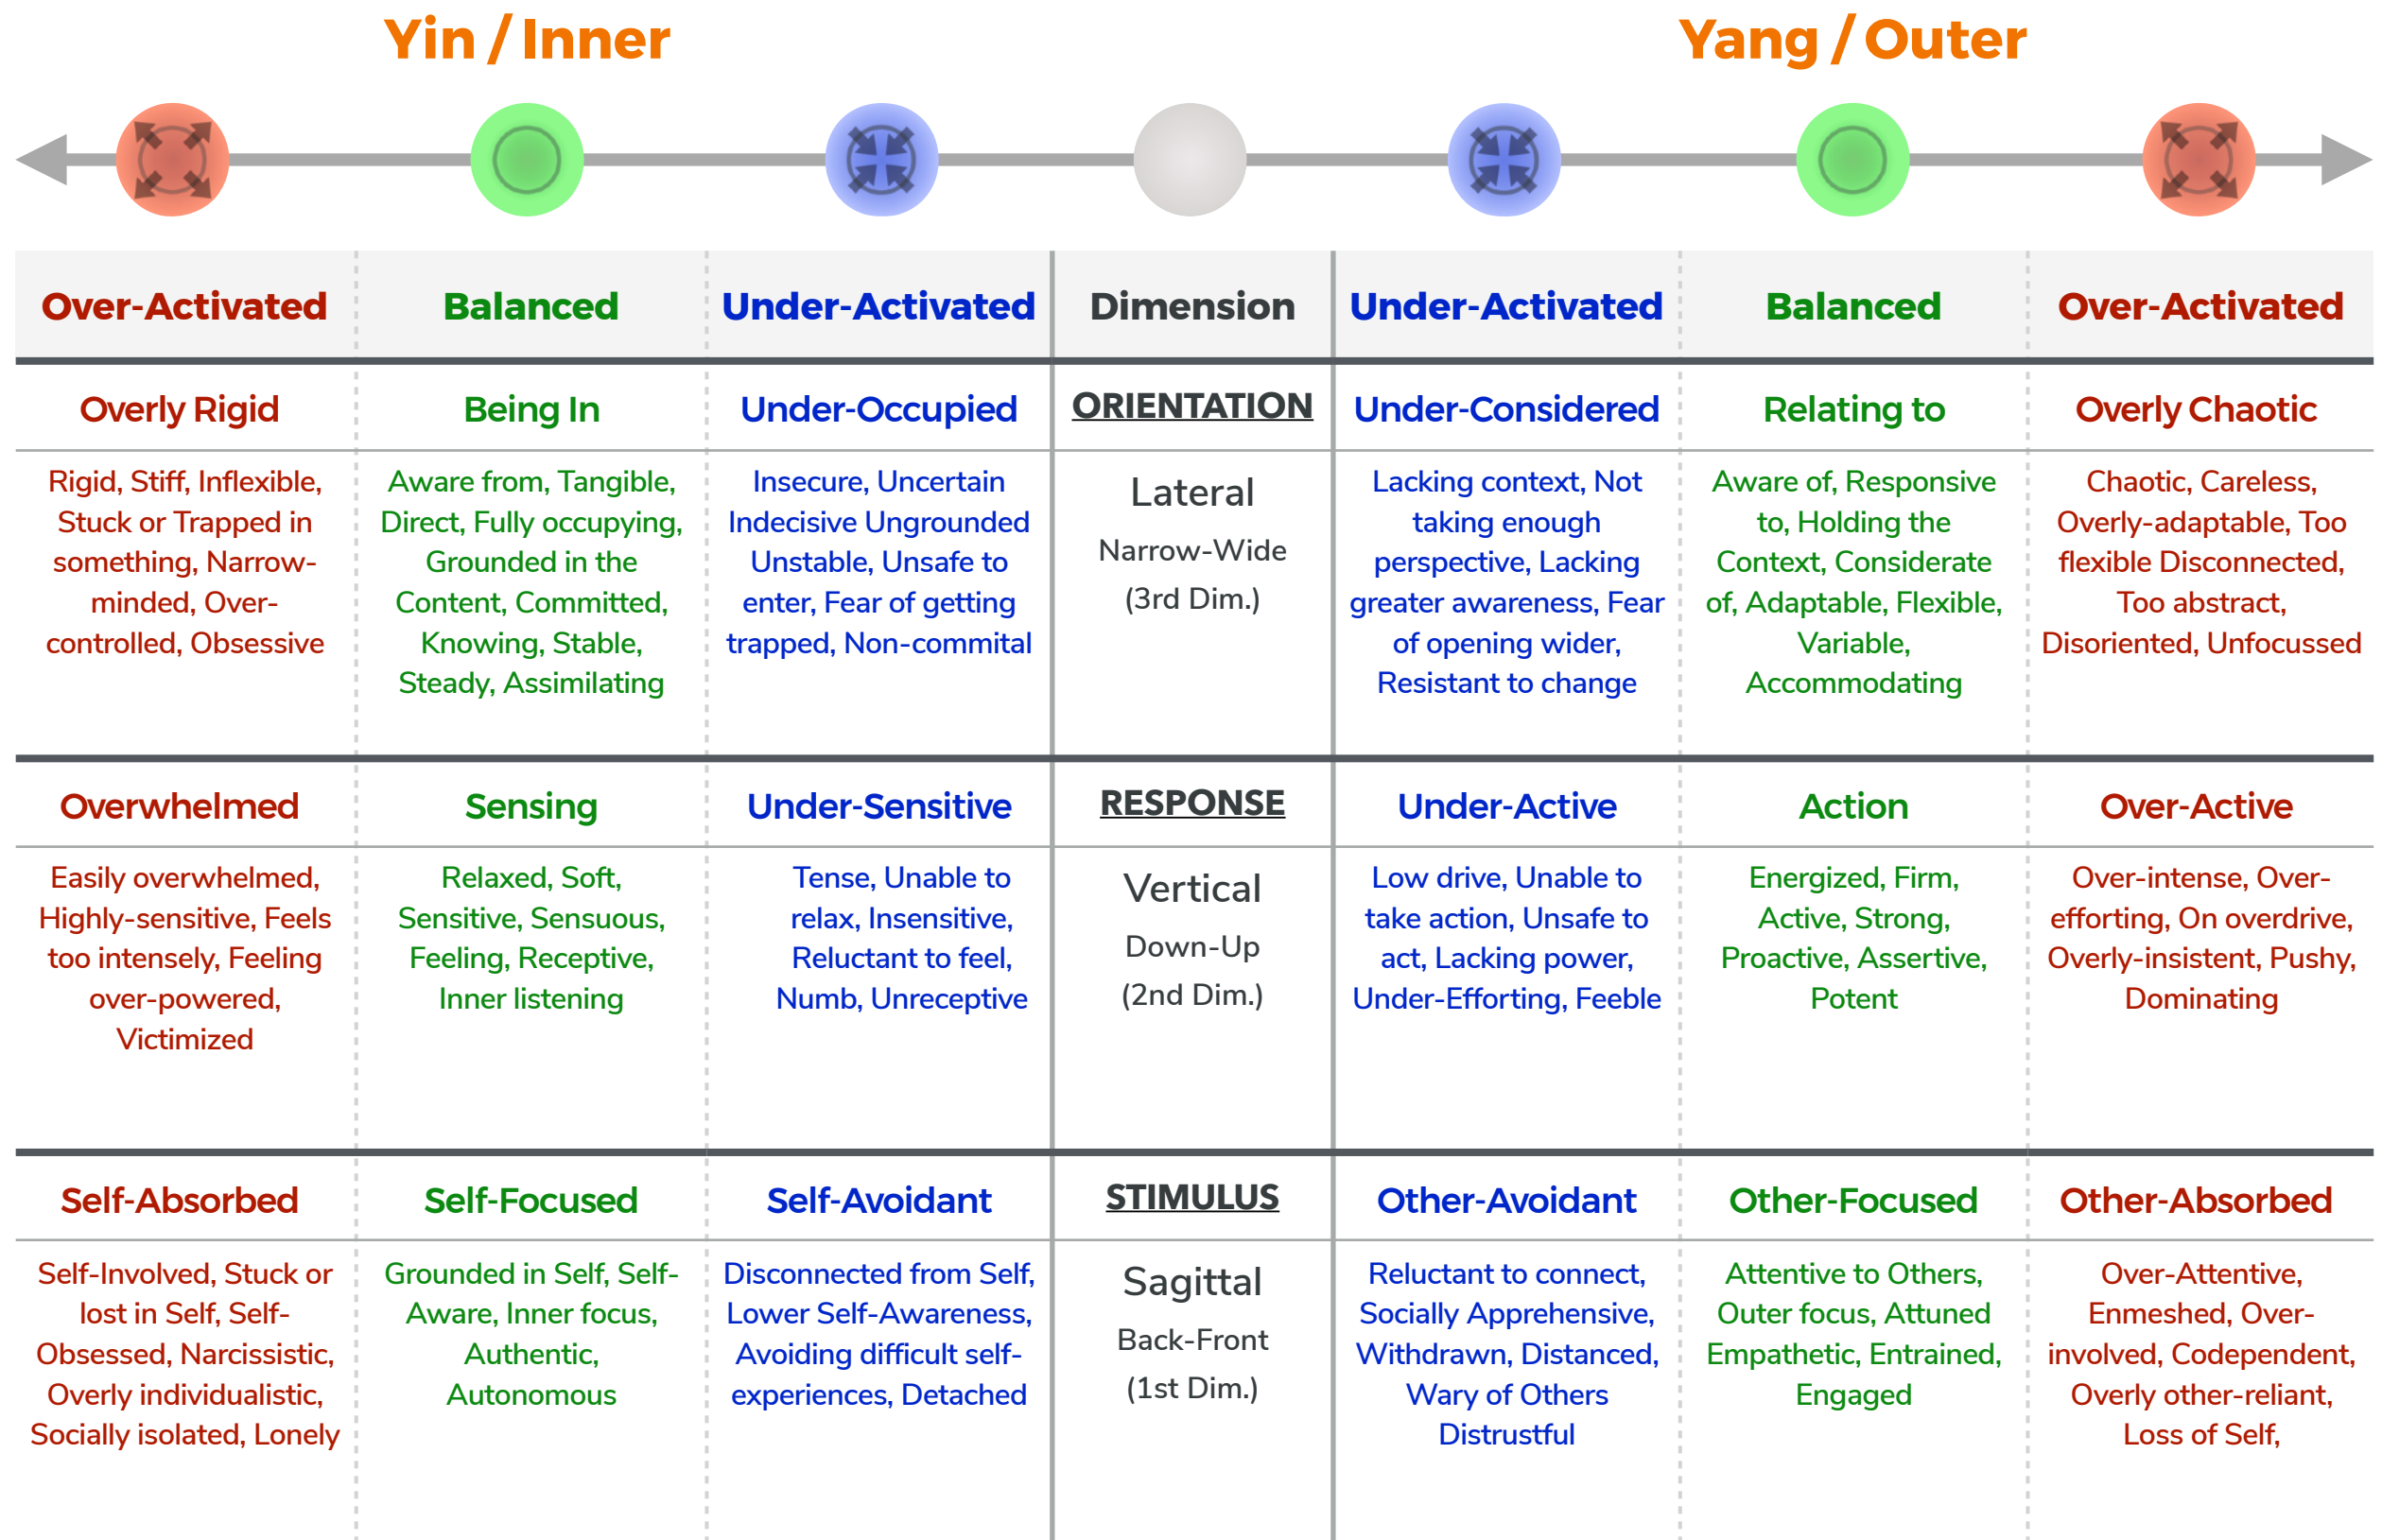 Yin / Inner
Yang / Outer
Over-Activated
Balanced
Under-Activated
Dimension
Under-Activated
Balanced
Over-Activated
Overly Rigid
Being In
Under-Occupied
ORIENTATION
Under-Considered
Relating to
Overly Chaotic
Rigid, Stiff, Inflexible,
Stuck or Trapped in
something, Narrow-
minded, Over-
controlled, Obsessive
Aware from, Tangible,
Direct, Fully occupying,
Grounded in the
Content, Committed,
Knowing, Stable,
Steady, Assimilating
Insecure, Uncertain
Indecisive Ungrounded
Unstable, Unsafe to
enter, Fear of getting
trapped, Non-commital
Lateral
Narrow-Wide
(3rd Dim.)
Lacking context, Not
taking enough
perspective, Lacking
greater awareness, Fear
of opening wider,
Resistant to change
Aware of, Responsive
to, Holding the
Context, Considerate
of, Adaptable, Flexible,
Variable,
Accommodating
Chaotic, Careless,
Overly-adaptable, Too
flexible Disconnected,
Too abstract,
Disoriented, Unfocussed
Overwhelmed
Sensing
Under-Sensitive
RESPONSE
Under-Active
Action
Over-Active
Easily overwhelmed,
Highly-sensitive, Feels
too intensely, Feeling
over-powered,
Victimized
Relaxed, Soft,
Sensitive, Sensuous,
Feeling, Receptive,
Inner listening
Tense, Unable to
relax, Insensitive,
Reluctant to feel,
Numb, Unreceptive
Vertical
Down-Up
(2nd Dim.)
Low drive, Unable to
take action, Unsafe to
act, Lacking power,
Under-Efforting, Feeble
Energized, Firm,
Active, Strong,
Proactive, Assertive,
Potent
Over-intense, Over-
efforting, On overdrive,
Overly-insistent, Pushy,
Dominating
Self-Absorbed
Self-Focused
Self-Avoidant
STIMULUS
Other-Avoidant
Other-Focused
Other-Absorbed
Self-Involved, Stuck or
lost in Self, Self-
Obsessed, Narcissistic,
Overly individualistic,
Socially isolated, Lonely
Grounded in Self, Self-
Aware, Inner focus,
Authentic,
Autonomous
Disconnected from Self,
Lower Self-Awareness,
Avoiding difficult self-
experiences, Detached
Sagittal
Back-Front
(1st Dim.)
Reluctant to connect,
Socially Apprehensive,
Withdrawn, Distanced,
Wary of Others
Distrustful
Attentive to Others,
Outer focus, Attuned
Empathetic, Entrained,
Engaged
Over-Attentive,
Enmeshed, Over-
involved, Codependent,
Overly other-reliant,
Loss of Self,